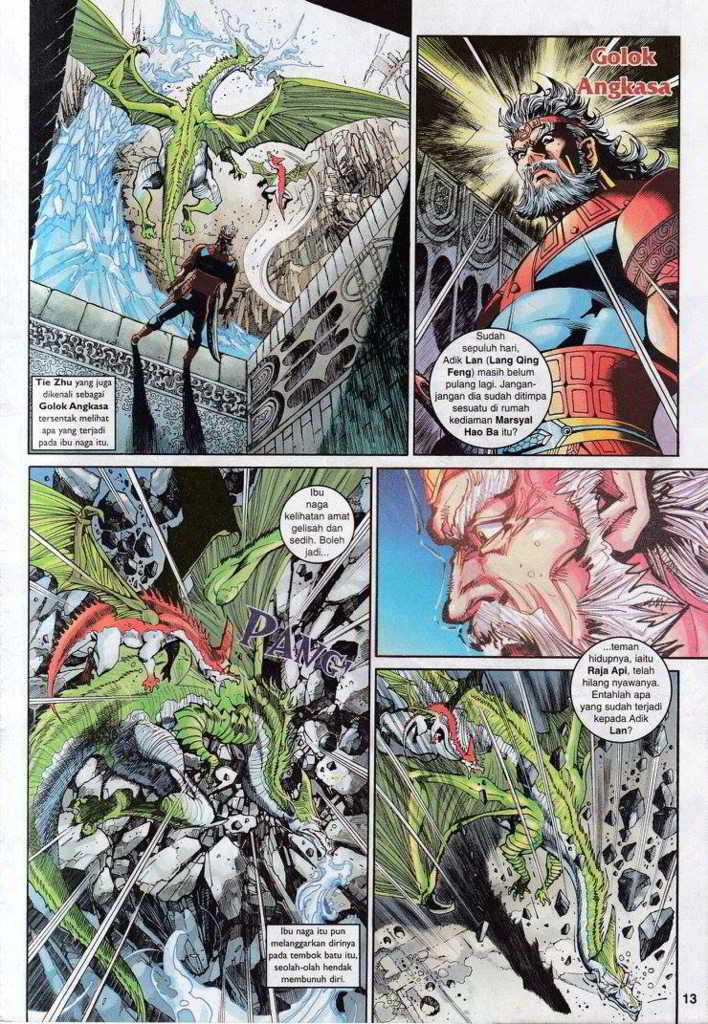 Tie Zhu yang juga
dikenali sebagai
Golok Angkasa
tersentak melihat
apa yang terjadi
pada ibu naga itu.
Golok
Angkasa
Sudah
sepuluh hari,
Adik Lan (Lang Qing
Feng) masih belum
pulang lagi. Jangan-
jangan dia sudah ditimpa
sesuatu di rumah
kediaman Marsyal
Hao Ba itu?
Ibu
naga
kelihatan amat
gelisah dan
sedih. Boleh
jadi...
PANG!
Ibu naga itu pun
melanggarkan dirinya
pada tembok batu itu,
seolah-olah hendak
membunuh diri.
...teman
hidupnya, iaitu
Raja Api, telah
hilang nyawanya.
Entahlah apa
yang sudah terjadi
kepada Adik
Lan?
13